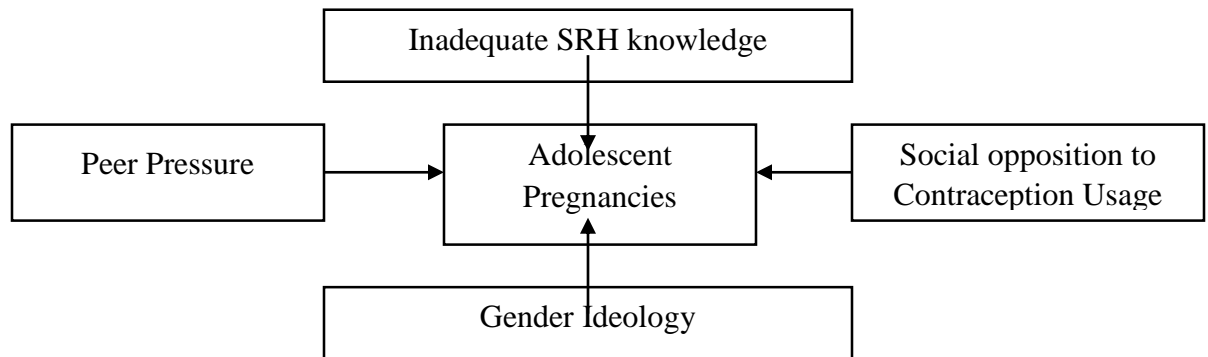 Inadequate SRH knowledge
Peer Pressure
Adolescent
Pregnancies
Social opposition to
Contraception Usage
Gender Ideology